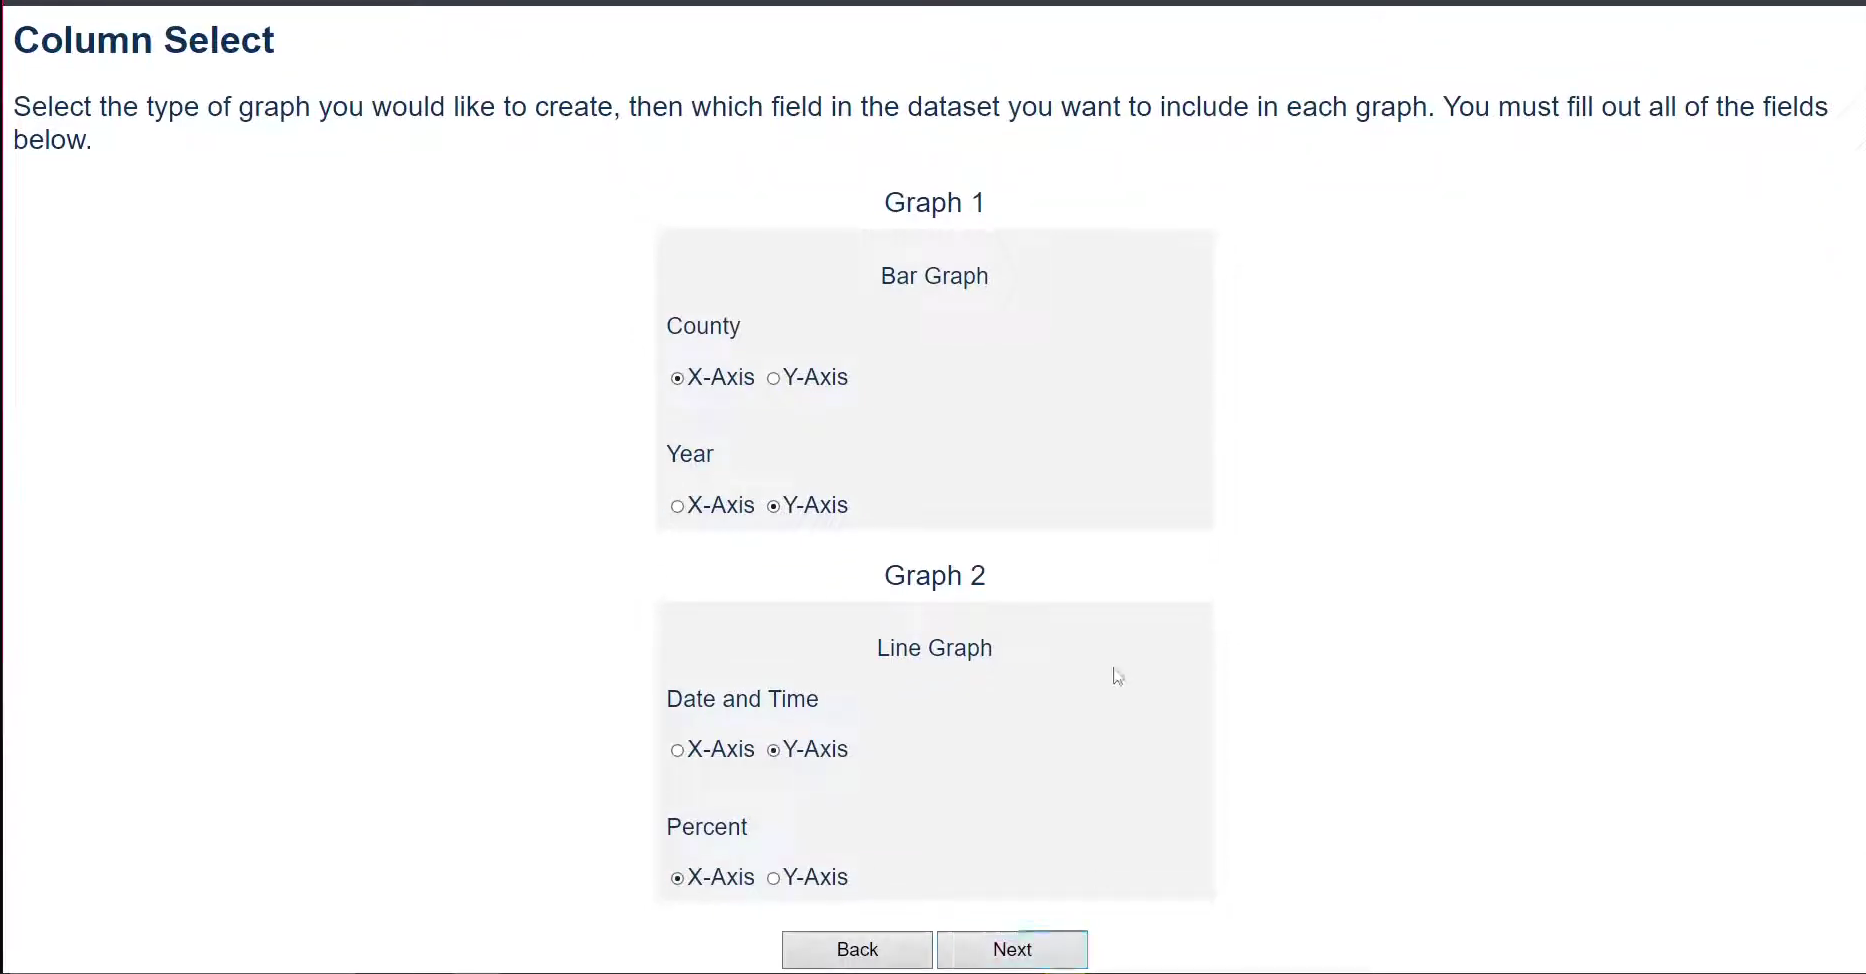 Column Select
Select the type of graph you would like to create, then which field in the dataset you want to include in each graph. You must fill out all of the fields
below.
Graph 1
Bar Graph
County
X-Axis Y-Axis
Year
X-Axis Y-Axis
Graph 2
Line Graph
Date and Time
X-Axis Y-Axis
Percent
X-Axis Y-Axis
Back Next